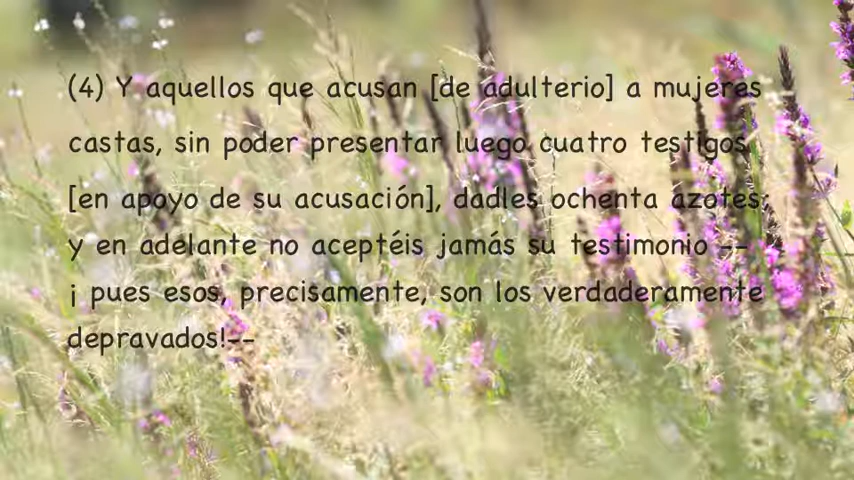 (4) Y aquellos que acusan [de adulterio] a mujeres
castas, sin poder presentar luego cuatro testigos
[en apoyo de su acusación], dadles ochenta azotes;
y en adelante no aceptéis jamás su testimonio --
¡ pues esos, precisamente, son los verdaderamente
depravados!--